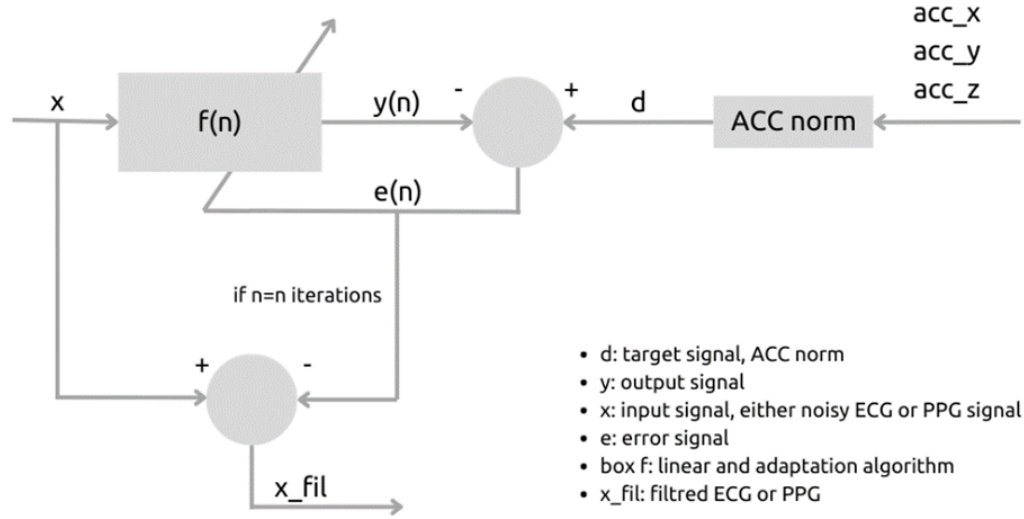 acc_x
acc_y
acc_z
x
f(n)
y(n)
-
+
d
ACC norm
e(n)
if n=n iterations
+
-
x_fil
• d: target signal, ACC norm
• y: output signal
• x: input signal, either noisy ECG or PPG signal
• e: error signal
• box f: linear and adaptation algorithm
• x_fil: filtred ECG or PPG